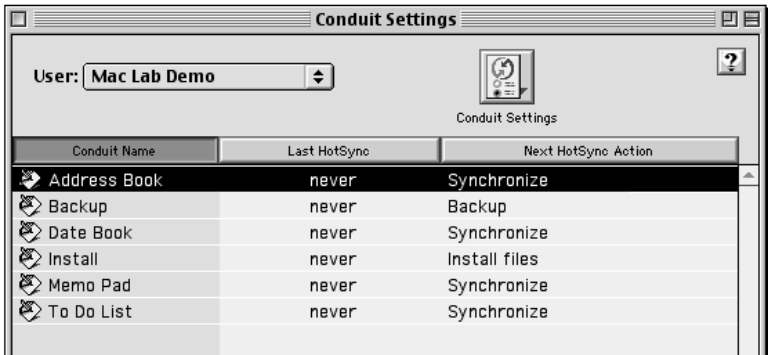 Conduit Settings
User: Mac Lab Demo
?
Conduit Settings
Conduit Name Last HotSync Next HotSync Action
Address Book never Synchronize
Backup never Backup
Date Book never Synchronize
Install never Install files
Memo Pad never Synchronize
To Do List never Synchronize